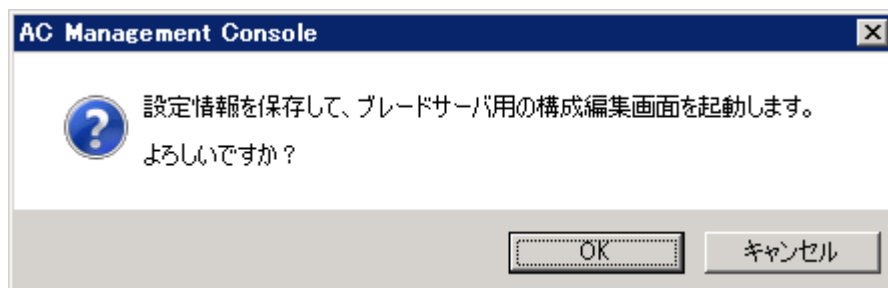 AC Management Console
設定情報を保存して、ブレードサーバ用の構成編集画面を起動します。
よろしいですか？
OK
キャンセル